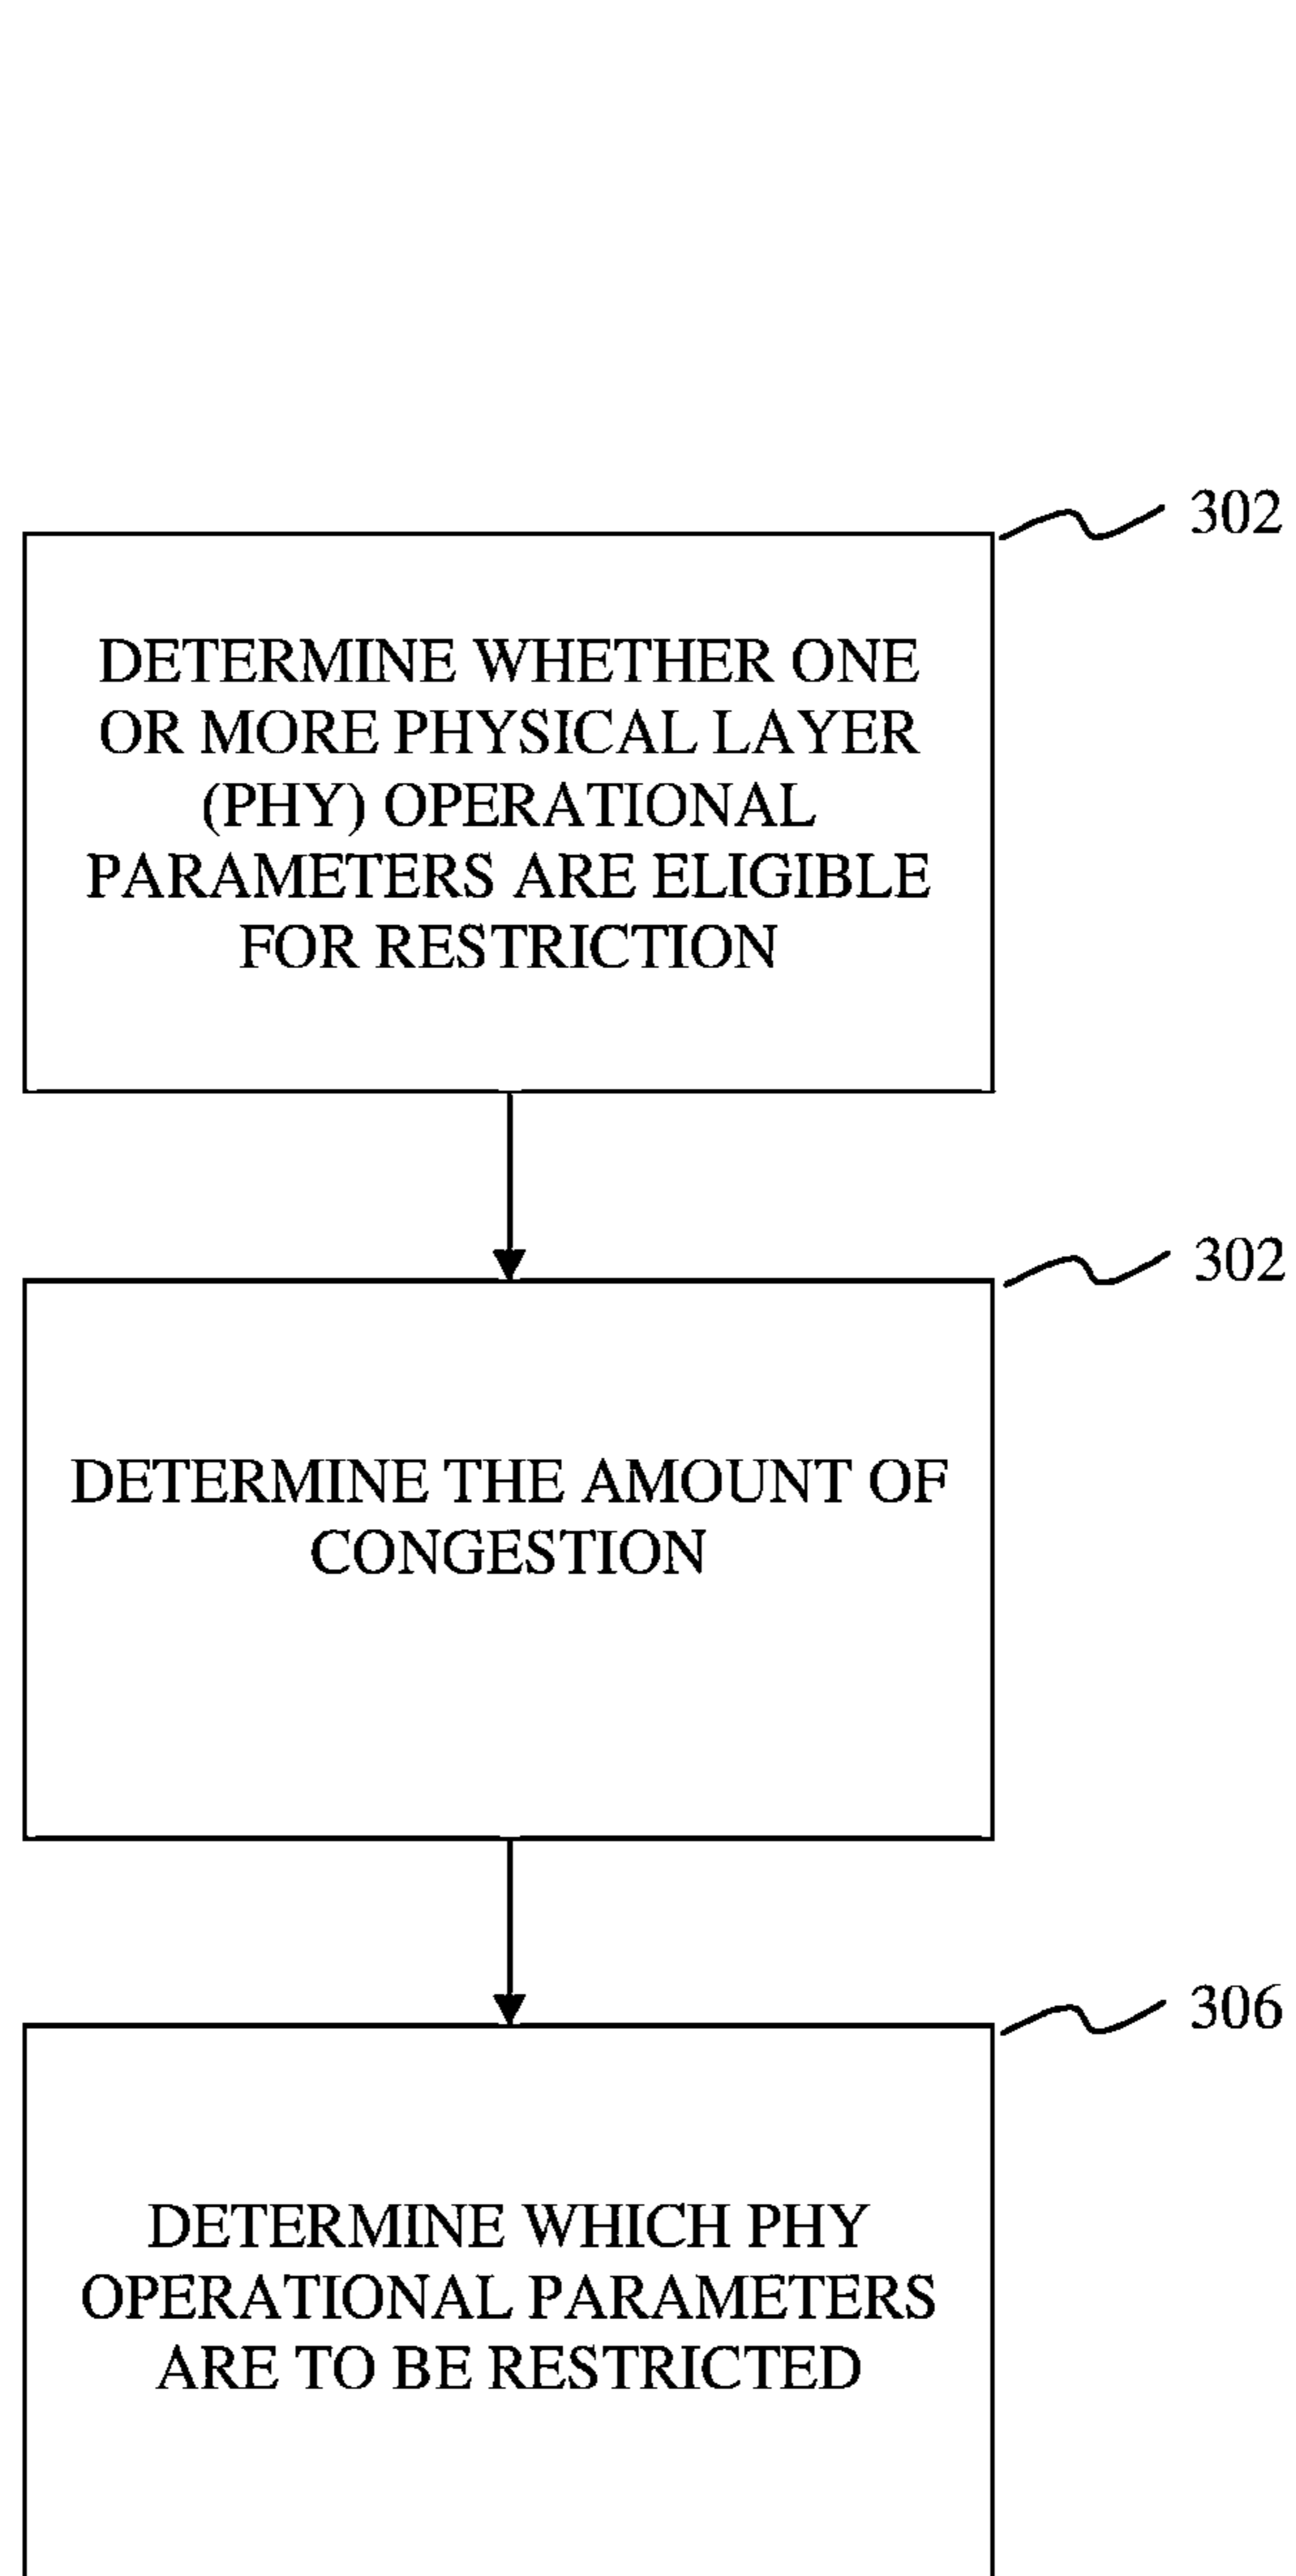 302
DETERMINE WHETHER ONE
OR MORE PHYSICAL LAYER
(PHY) OPERATIONAL
PARAMETERS ARE ELIGIBLE
FOR RESTRICTION
302
DETERMINE THE AMOUNT OF
CONGESTION
306
DETERMINE WHICH PHY
OPERATIONAL PARAMETERS
ARE TO BE RESTRICTED